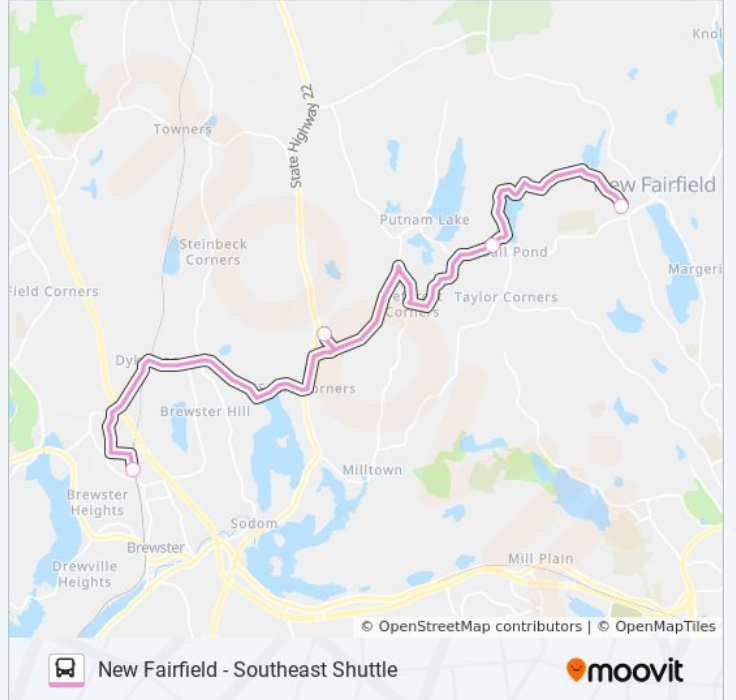 Knol
Towners
State Highway 22
New Fairfield
Putnam Lake
Steinbeck
Corners
Ball Pond
Margeri
Field Corners
Taylor Corners
Corners
Dyk
Corners
Brewster Hill
Milltown
Brewster
Heights
Sodom
Brewster
Mill Plain
Drewville
Heights
© OpenStreetMap contributors | © OpenMapTiles
New Fairfield - Southeast Shuttle
moovit